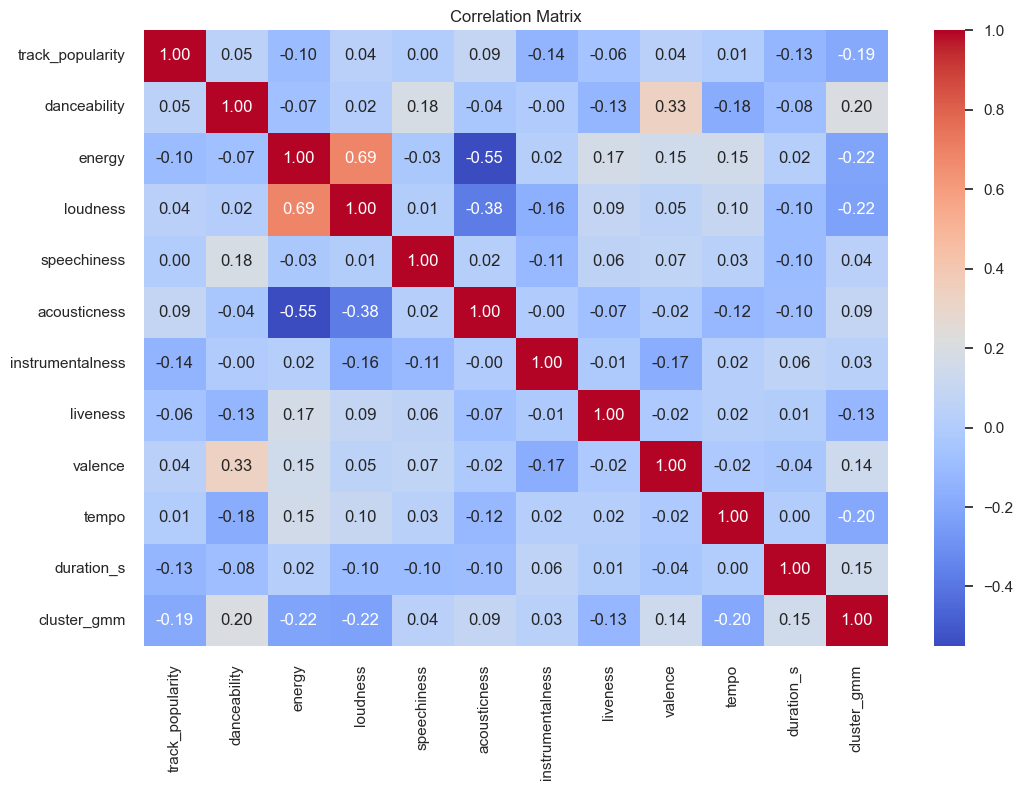 Correlation Matrix
track_popularity 1.00 0.05 -0.10 0.04 0.00 0.09 -0.14 -0.06 0.04 0.01 -0.13 -0.19
danceability 0.05 1.00 -0.07 0.02 0.18 -0.04 -0.00 -0.13 0.33 -0.18 -0.08 0.20
energy -0.10 -0.07 1.00 0.69 -0.03 -0.55 0.02 0.17 0.15 0.15 0.02 -0.22
loudness 0.04 0.02 0.69 1.00 0.01 -0.38 -0.16 0.09 0.05 0.10 -0.10 -0.22
speechiness 0.00 0.18 -0.03 0.01 1.00 0.02 -0.11 0.06 0.07 0.03 -0.10 0.04
acousticness 0.09 -0.04 -0.55 -0.38 0.02 1.00 -0.00 -0.07 -0.02 -0.12 -0.10 0.09
instrumentalness -0.14 -0.00 0.02 -0.16 -0.11 -0.00 1.00 -0.01 -0.17 0.02 0.06 0.03
liveness -0.06 -0.13 0.17 0.09 0.06 -0.07 -0.01 1.00 -0.02 0.02 0.01 -0.13
valence 0.04 0.33 0.15 0.05 0.07 -0.02 -0.17 -0.02 1.00 -0.02 -0.04 0.14
tempo 0.01 -0.18 0.15 0.10 0.03 -0.12 0.02 0.02 -0.02 1.00 0.00 -0.20
duration_s -0.13 -0.08 0.02 -0.10 -0.10 -0.10 0.06 0.01 -0.04 0.00 1.00 0.15
cluster_gmm -0.19 0.20 -0.22 -0.22 0.04 0.09 0.03 -0.13 0.14 -0.20 0.15 1.00
track_popularity
danceability
energy
loudness
speechiness
acousticness
instrumentalness
liveness
valence
tempo
duration_s
cluster_gmm
1.0
0.8
0.6
0.4
0.2
0.0
−0.2
−0.4